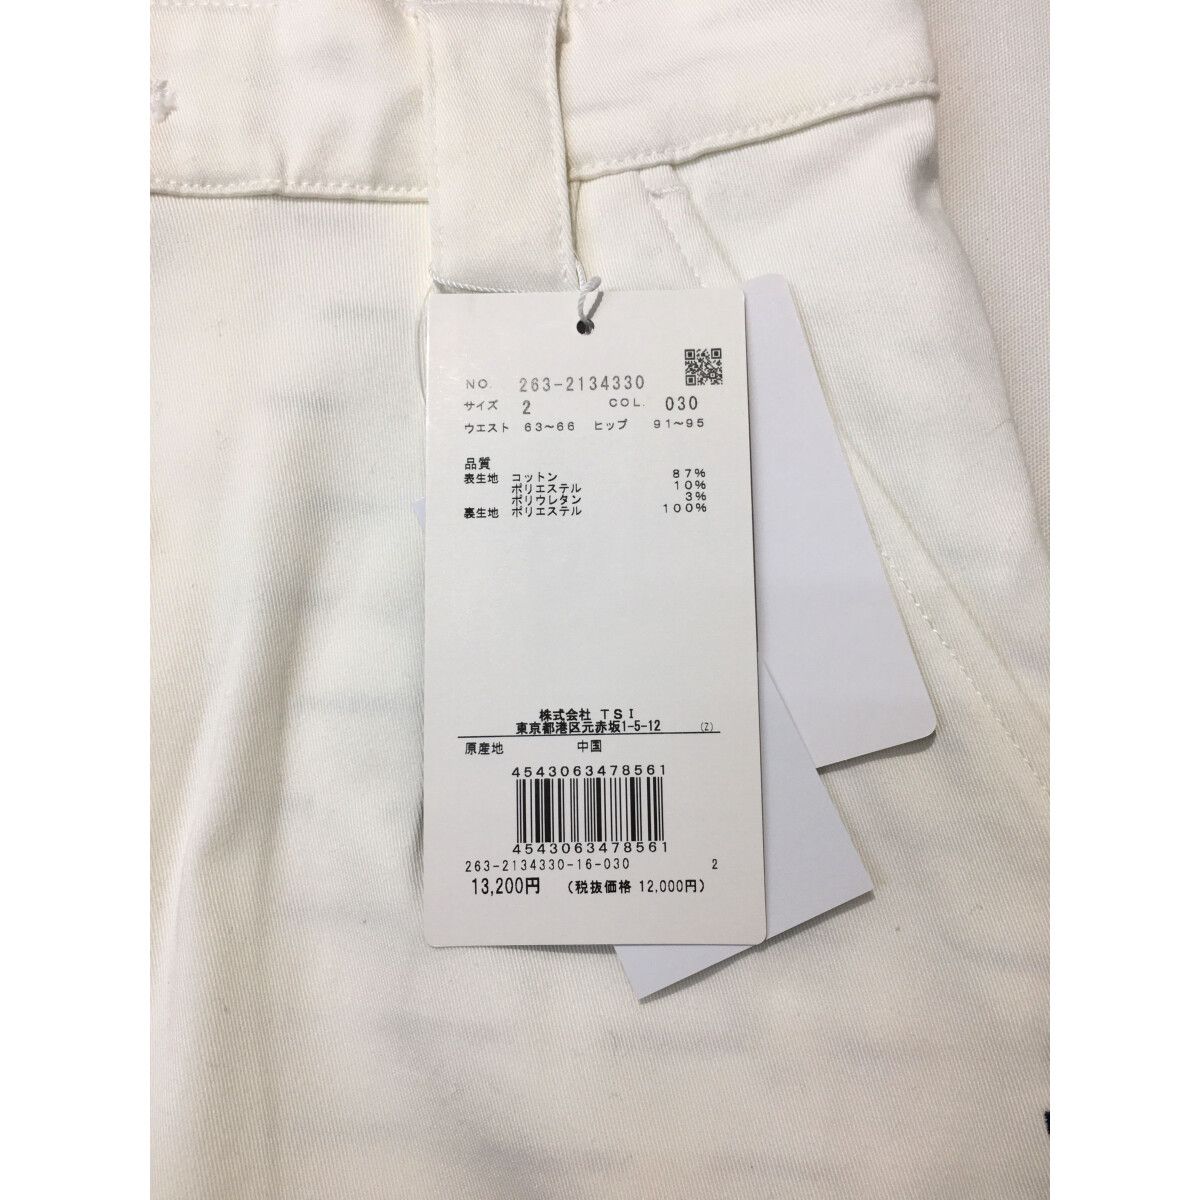 NO. 263-2134330
サイズ 2 COL. 030
ウエスト 63～66 ヒップ 91～95
品質
表生地 コットン 87%
ポリエステル 10%
ポリウレタン 3%
裏生地 ポリエステル 100%
株式会社 TSI
東京都港区元赤坂1-5-12 (Z)
原産地 中国
4543063478561
4543063478561
263-2134330-16-030 2
13,200円 (税抜価格 12,000円)